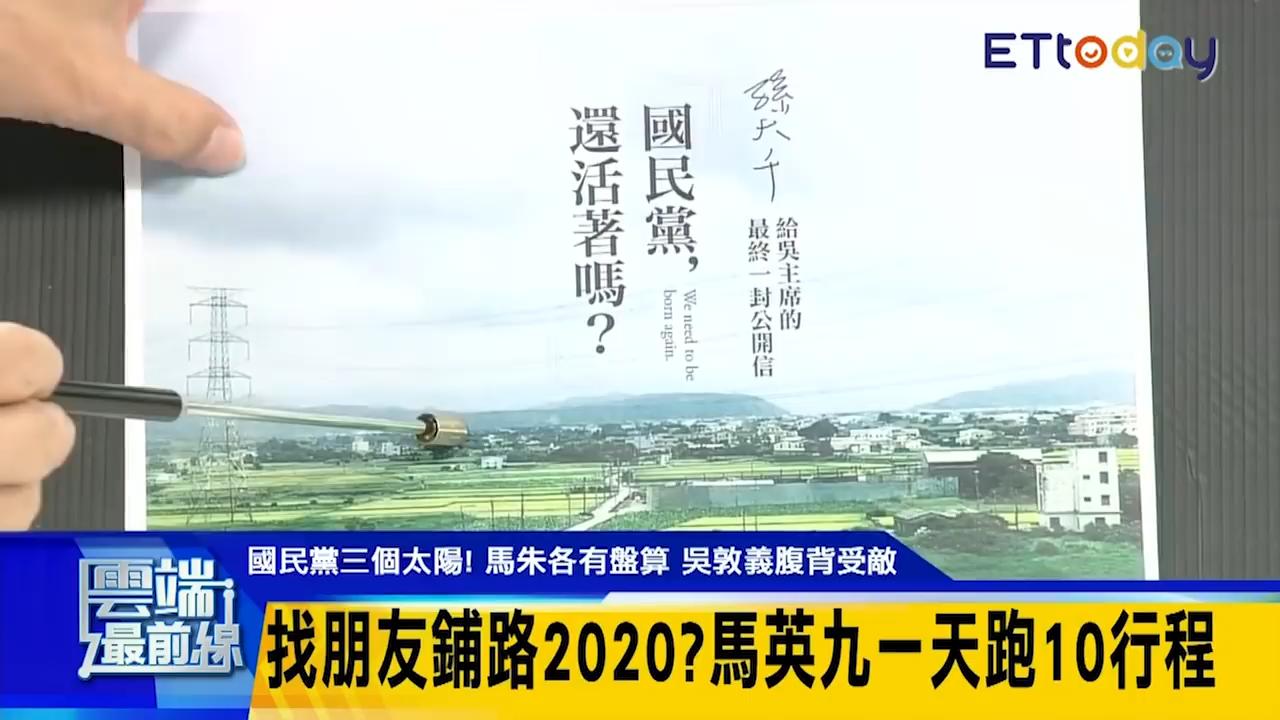 ETtoday
孫大千
給吳主席的
最終一封公開信
國民黨,
還活著嗎?
We need to be
born again.
國民黨三個太陽! 馬朱各有盤算 吳敦義腹背受敵
雲端
最前線
找朋友鋪路2020?馬英九一天跑10行程